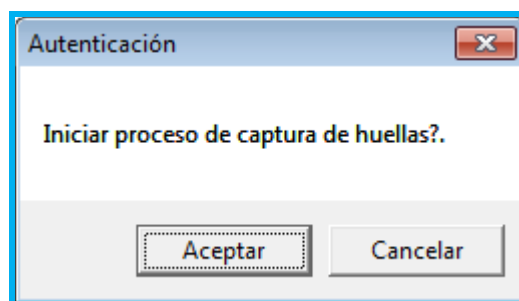 Autenticación
Iniciar proceso de captura de huellas?.
Aceptar
Cancelar